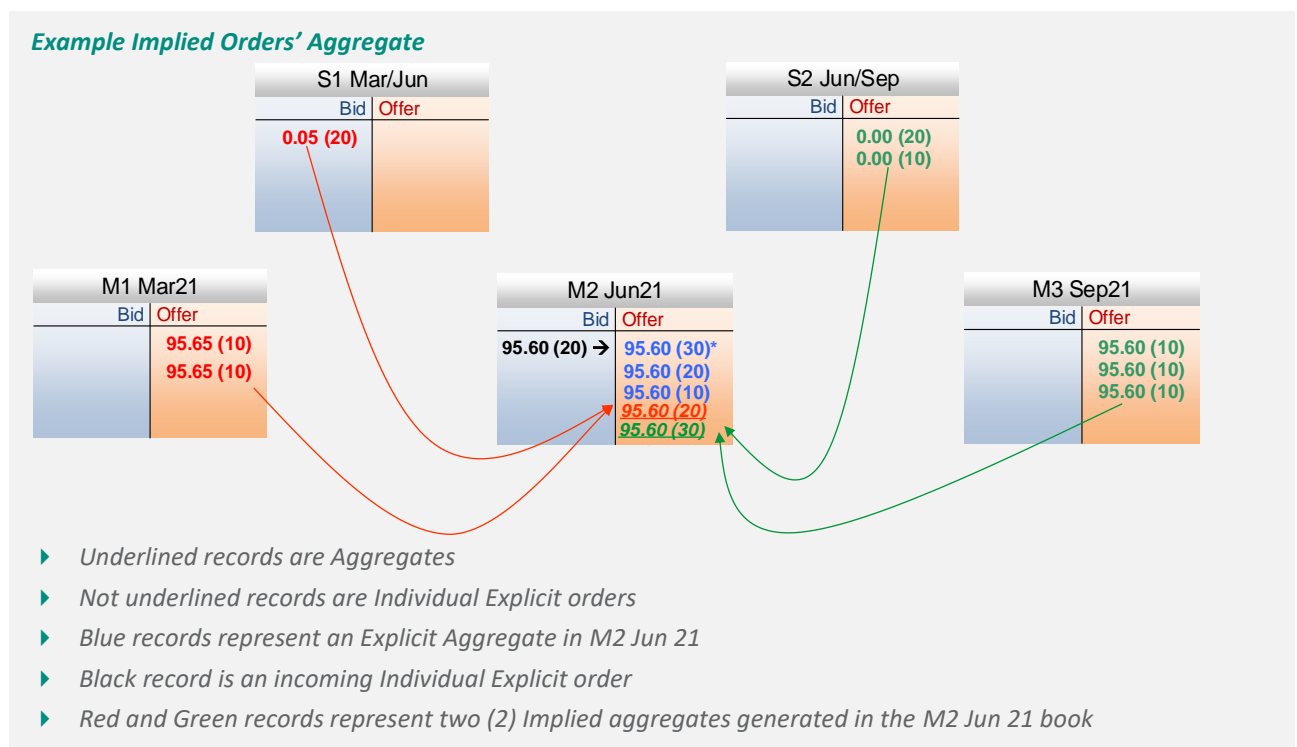 Example Implied Orders' Aggregate
S1 Mar/Jun
Bid Offer
0.05 (20)
S2 Jun/Sep
Bid Offer
0.00 (20)
0.00 (10)
M1 Mar21
Bid Offer
95.65 (10)
95.65 (10)
M2 Jun21
Bid Offer
95.60 (20) → 95.60 (30)*
95.60 (20)
95.60 (10)
95.60 (20)
95.60 (30)
M3 Sep21
Bid Offer
95.60 (10)
95.60 (10)
95.60 (10)
Underlined records are Aggregates
Not underlined records are Individual Explicit orders
Blue records represent an Explicit Aggregate in M2 Jun 21
Black record is an incoming Individual Explicit order
Red and Green records represent two (2) Implied aggregates generated in the M2 Jun 21 book